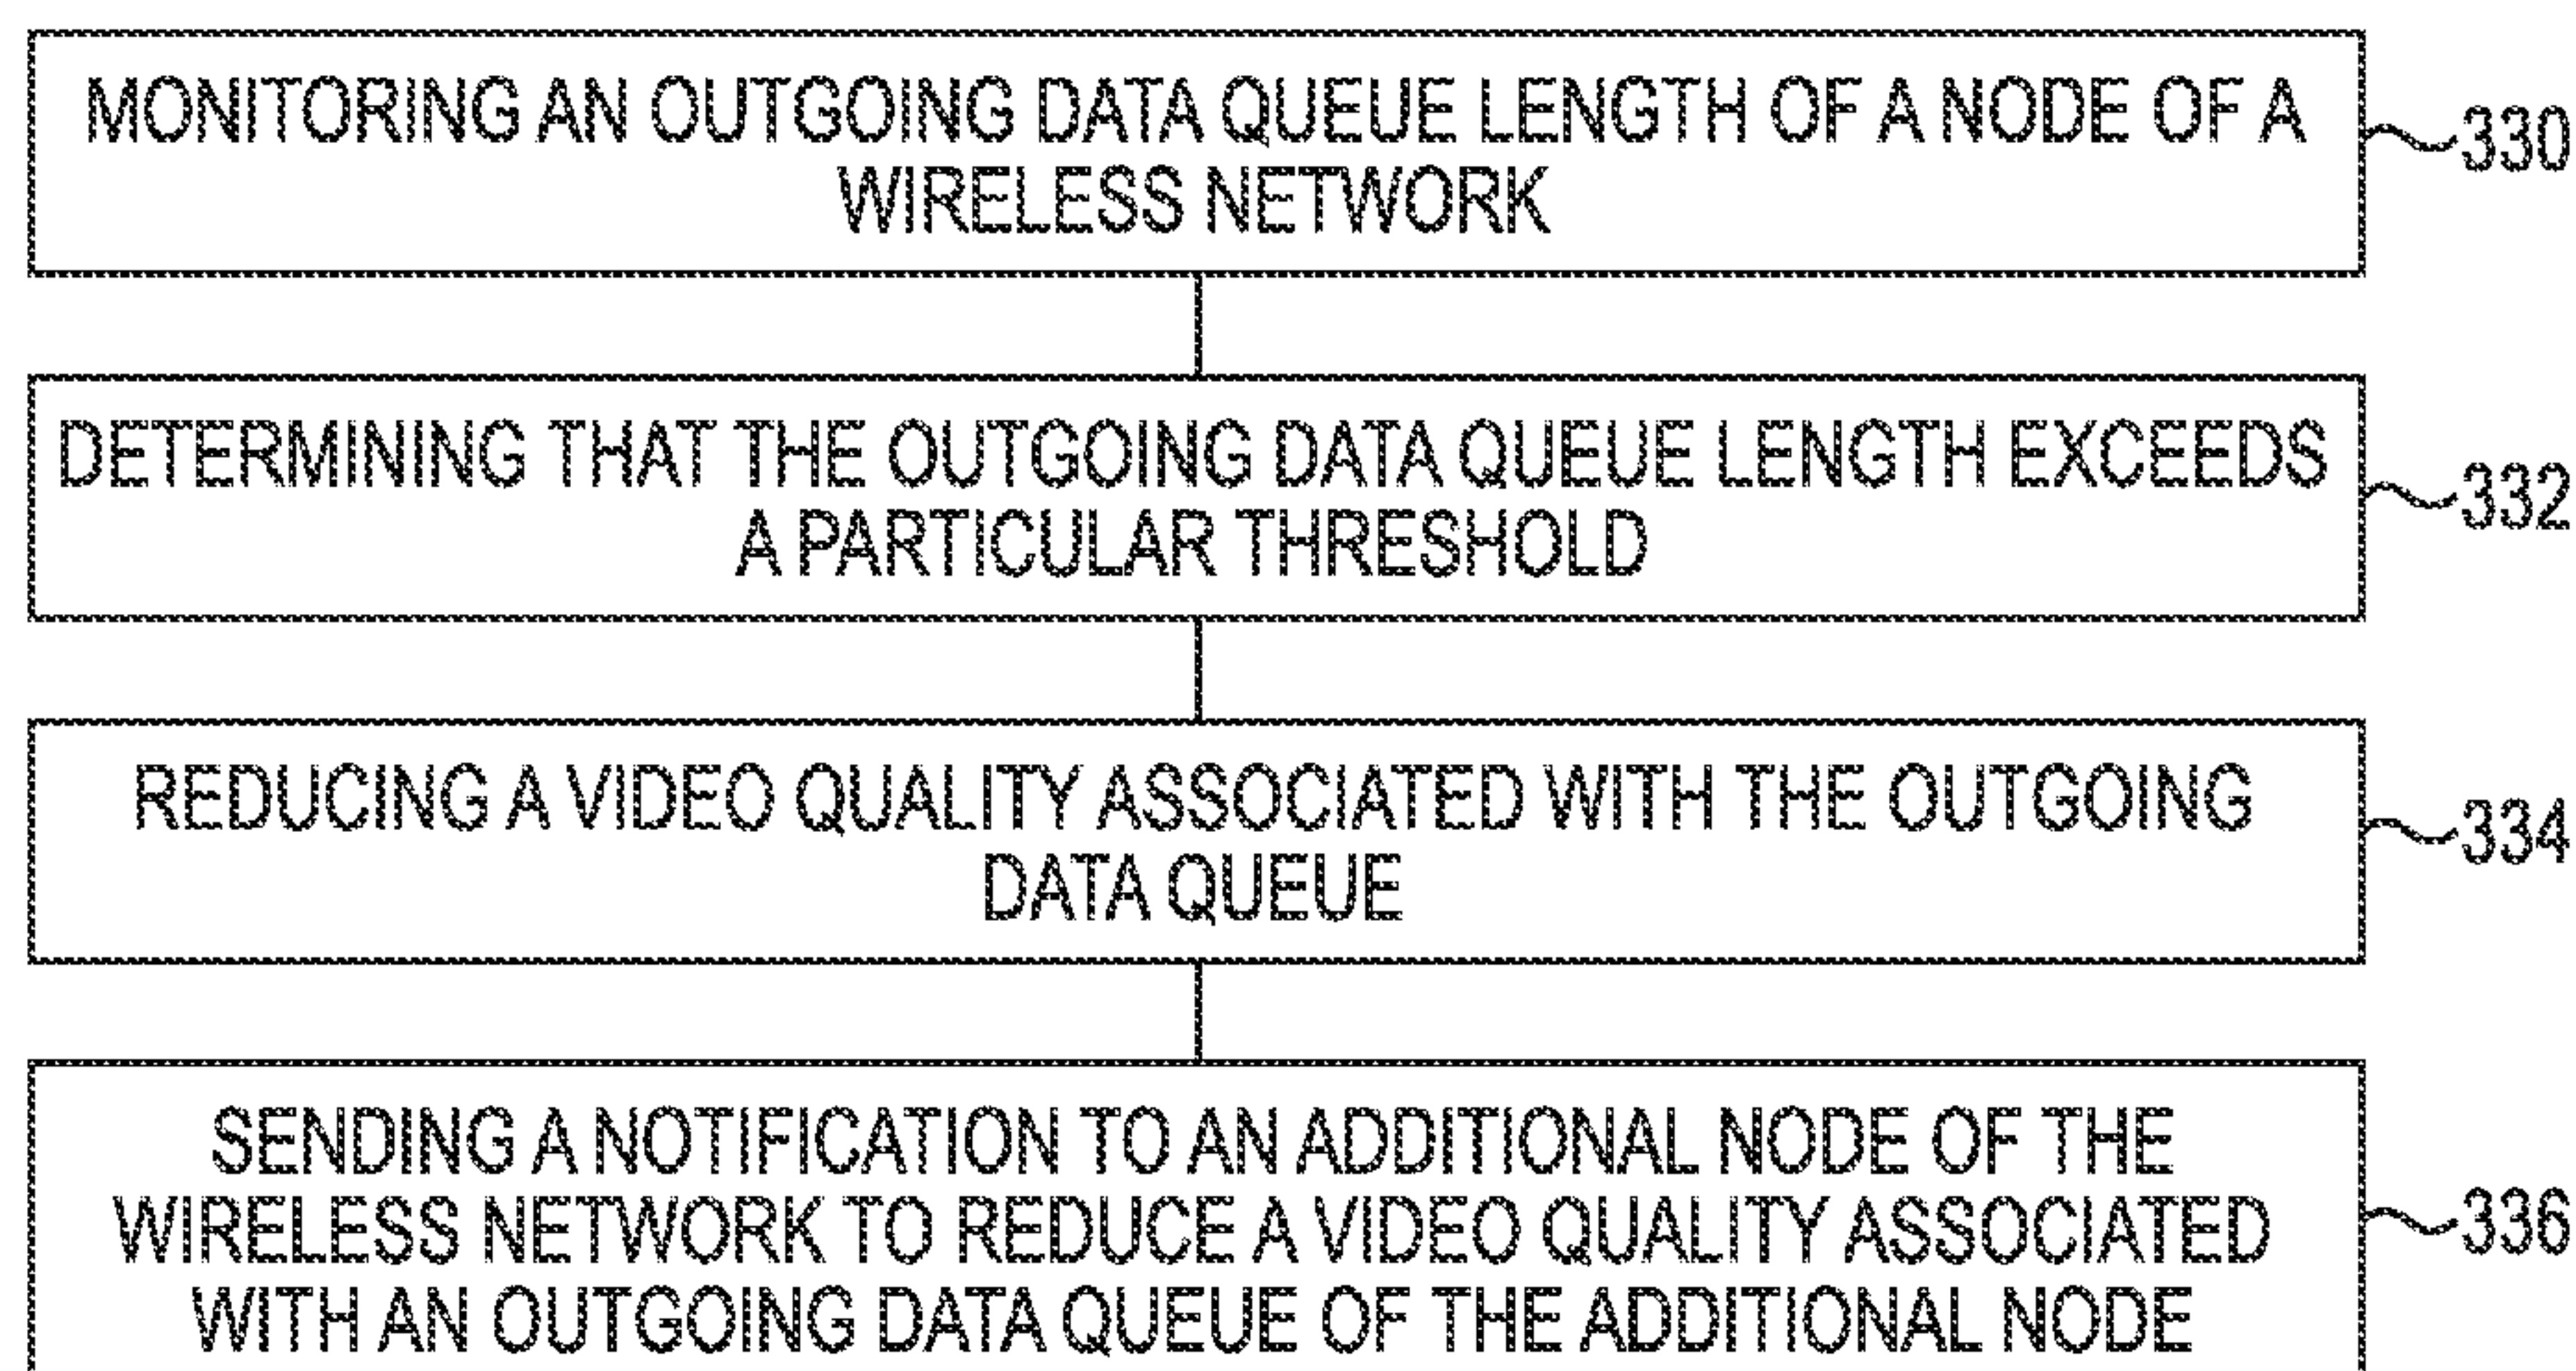 MONITORING AN OUTGOING DATA QUEUE LENGTH OF A NODE OF A
WIRELESS NETWORK
330
DETERMINING THAT THE OUTGOING DATA QUEUE LENGTH EXCEEDS
A PARTICULAR THRESHOLD
332
REDUCING A VIDEO QUALITY ASSOCIATED WITH THE OUTGOING
DATA QUEUE
334
SENDING A NOTIFICATION TO AN ADDITIONAL NODE OF THE
WIRELESS NETWORK TO REDUCE A VIDEO QUALITY ASSOCIATED
WITH AN OUTGOING DATA QUEUE OF THE ADDITIONAL NODE
336